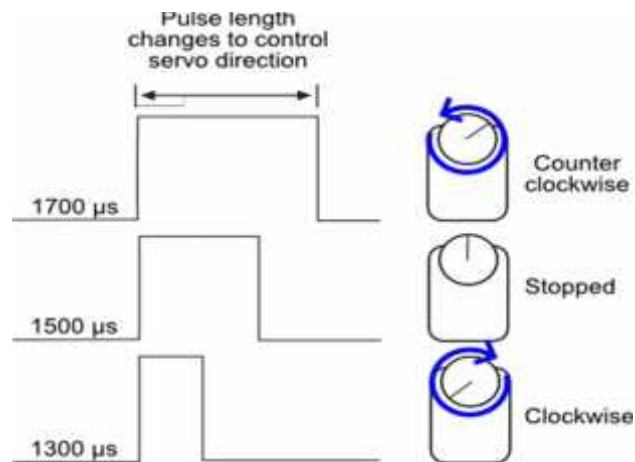 Pulse length
changes to control
servo direction
Counter
clockwise
1700 µs
1500 µs
Stopped
1300 µs
Clockwise